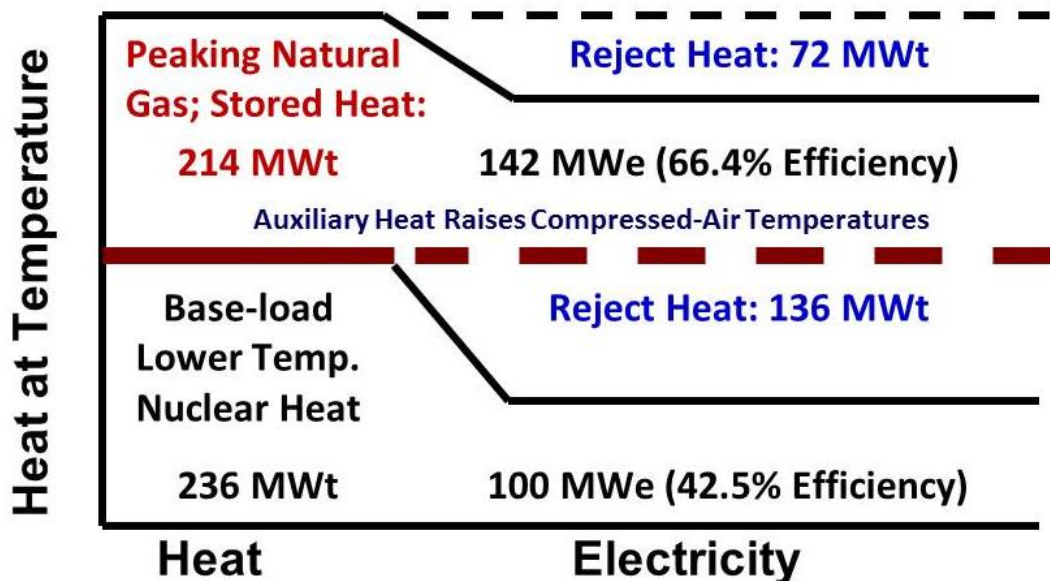 Heat at Temperature
Peaking Natural
Gas; Stored Heat:
214 MWt
Reject Heat: 72 MWt
142 MWe (66.4% Efficiency)
Auxiliary Heat Raises Compressed-Air Temperatures
Base-load
Lower Temp.
Nuclear Heat
236 MWt
Reject Heat: 136 MWt
100 MWe (42.5% Efficiency)
Heat
Electricity